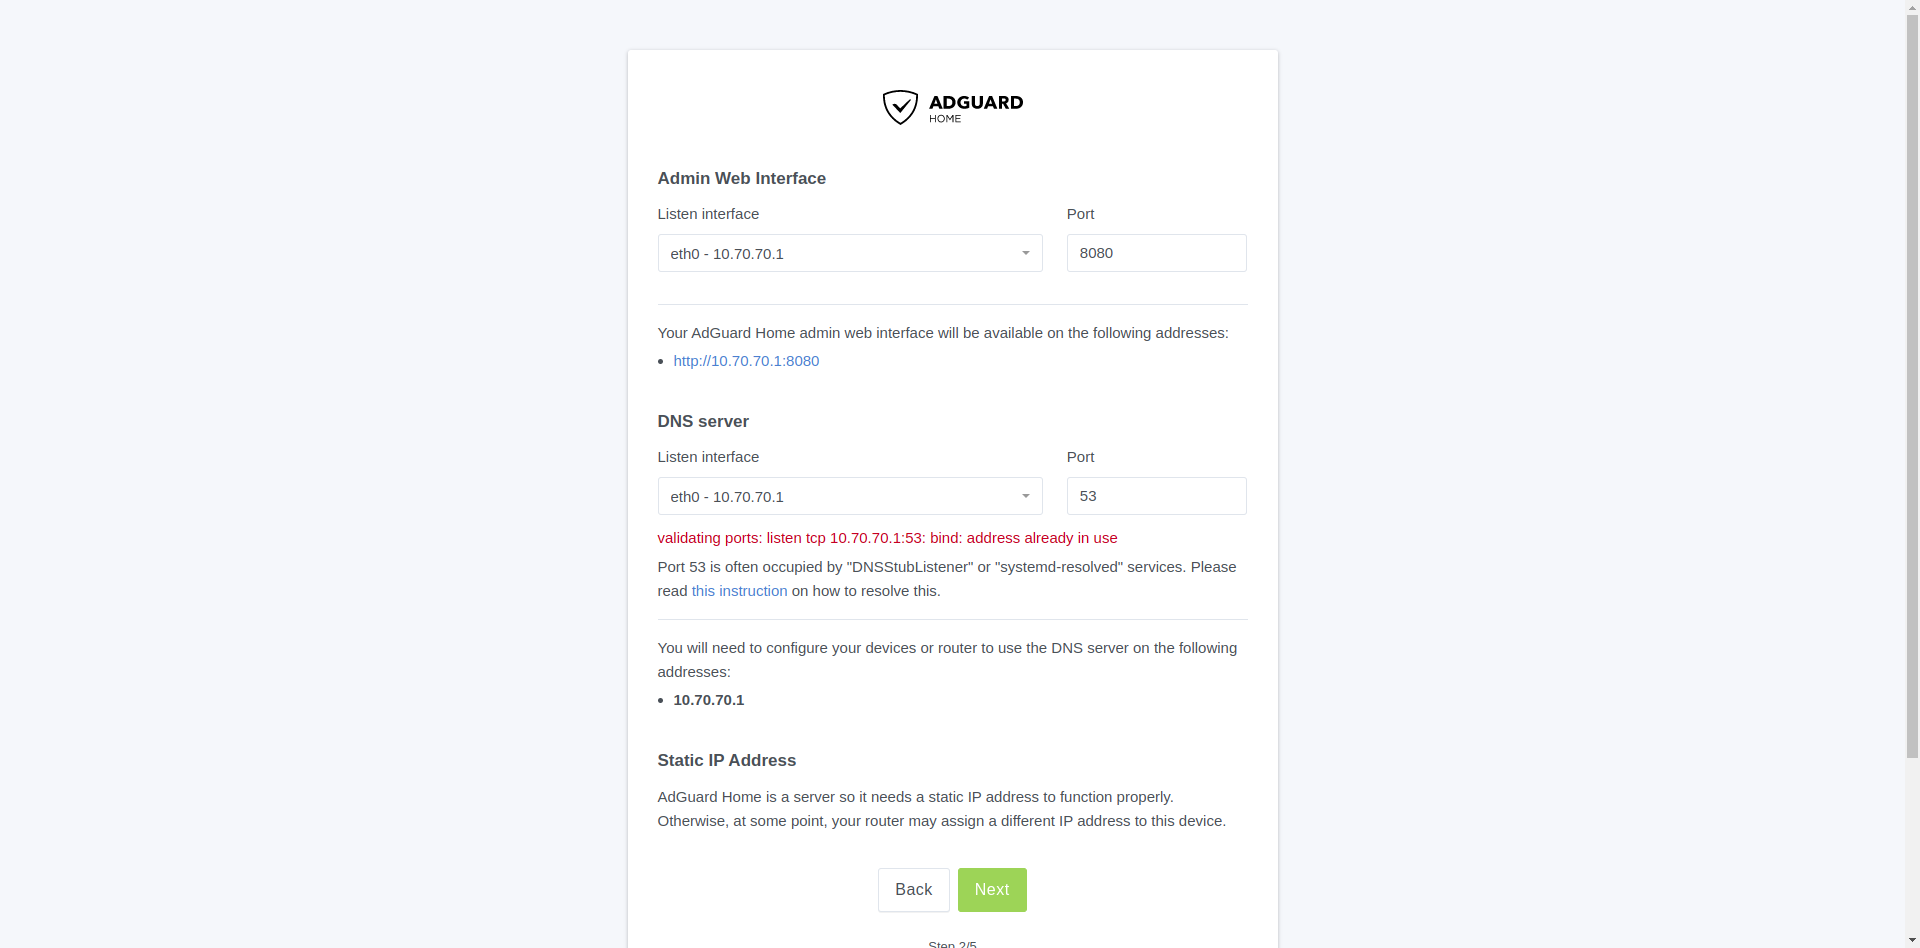 ADGUARD
HOME
Admin Web Interface
Listen interface
Port
eth0 - 10.70.70.1
8080
Your AdGuard Home admin web interface will be available on the following addresses:
http://10.70.70.1:8080
DNS server
Listen interface
Port
eth0 - 10.70.70.1
53
validating ports: listen tcp 10.70.70.1:53: bind: address already in use
Port 53 is often occupied by "DNSStubListener" or "systemd-resolved" services. Please
read this instruction on how to resolve this.
You will need to configure your devices or router to use the DNS server on the following
addresses:
10.70.70.1
Static IP Address
AdGuard Home is a server so it needs a static IP address to function properly.
Otherwise, at some point, your router may assign a different IP address to this device.
Back
Next
Step 2/5